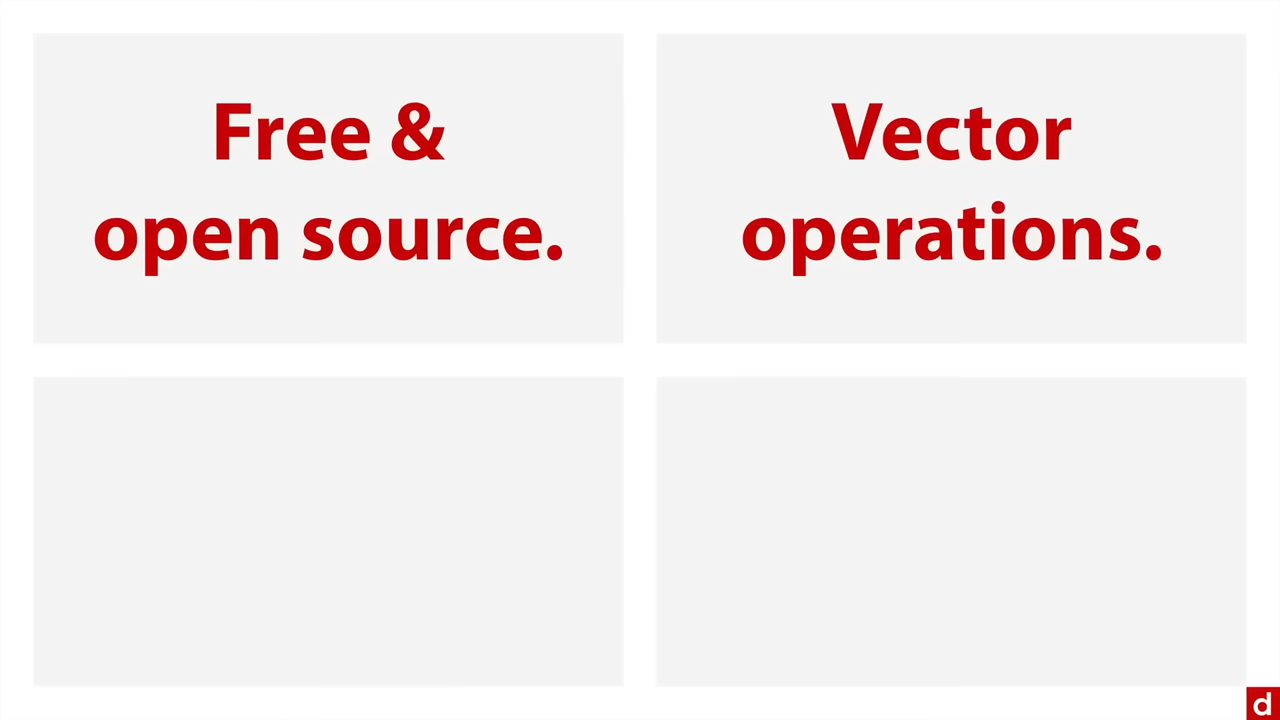 Free &
open source.
Vector
operations.
d